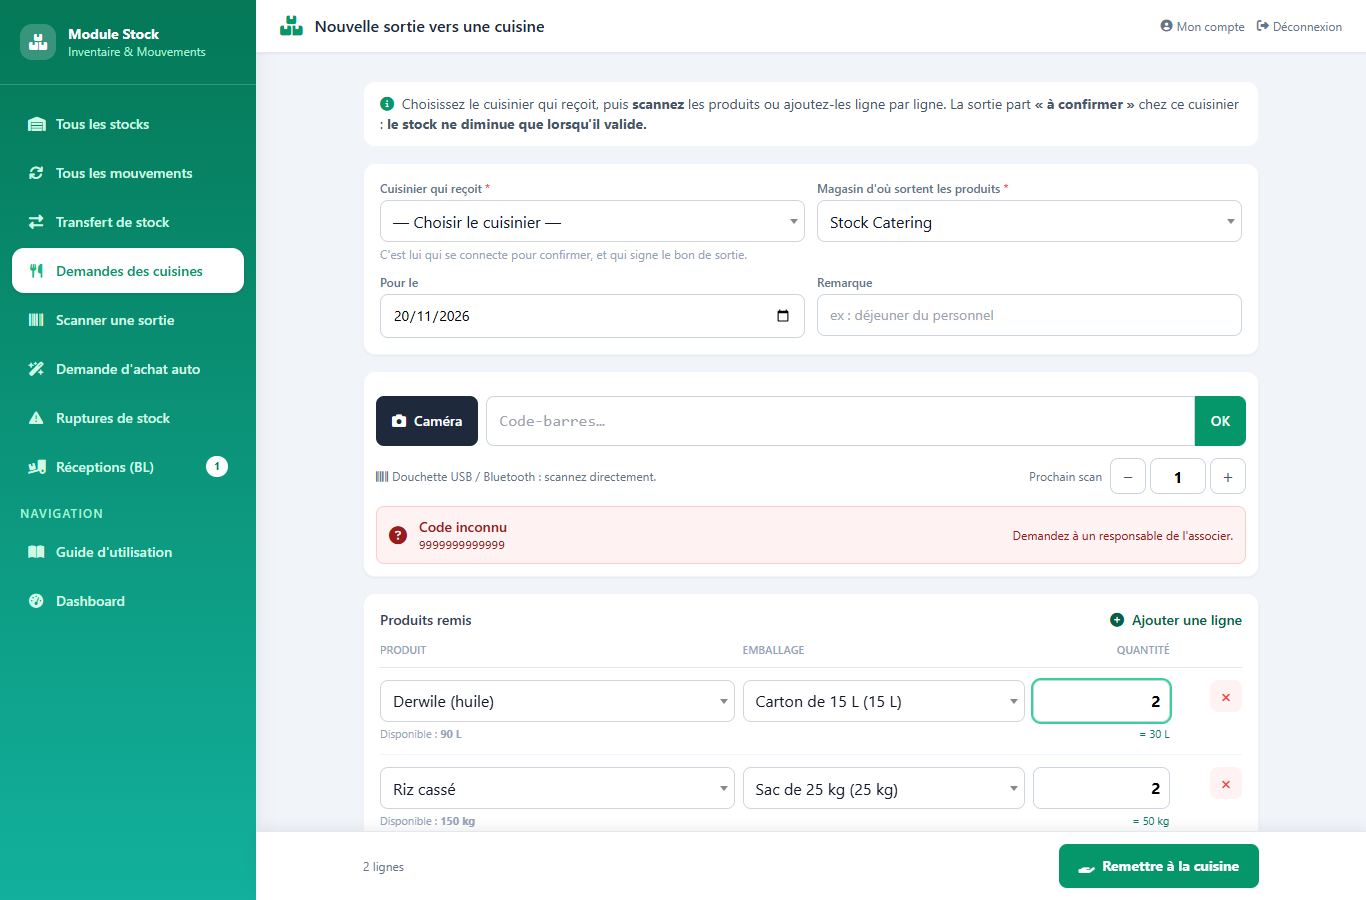 Module Stock
Inventaire & Mouvements
Tous les stocks
Tous les mouvements
Transfert de stock
Demandes des cuisines
Scanner une sortie
Demande d'achat auto
Ruptures de stock
Réceptions (BL) 1
NAVIGATION
Guide d'utilisation
Dashboard
Nouvelle sortie vers une cuisine
Mon compte Déconnexion
Choisissez le cuisinier qui reçoit, puis scannez les produits ou ajoutez-les ligne par ligne. La sortie part « à confirmer » chez ce cuisinier
: le stock ne diminue que lorsqu'il valide.
Cuisinier qui reçoit * Magasin d'où sortent les produits *
— Choisir le cuisinier — Stock Catering
C'est lui qui se connecte pour confirmer, et qui signe le bon de sortie.
Pour le Remarque
20/11/2026 ex : déjeuner du personnel
Caméra Code-barres… OK
Douchette USB / Bluetooth : scannez directement. Prochain scan − 1 +
Code inconnu
9999999999999
Demandez à un responsable de l'associer.
Produits remis Ajouter une ligne
PRODUIT EMBALLAGE QUANTITÉ
Derwile (huile) Carton de 15 L (15 L) 2 ×
Disponible : 90 L = 30 L
Riz cassé Sac de 25 kg (25 kg) 2 ×
Disponible : 150 kg = 50 kg
2 lignes Remettre à la cuisine